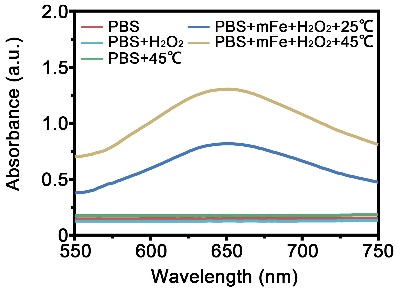 PBS
PBS+mFe+H₂O₂+25℃
PBS+H₂O₂
PBS+mFe+H₂O₂+45℃
PBS+45℃
2.0
1.5
1.0
0.5
0
Absorbance (a.u.)
550
600
650
700
750
Wavelength (nm)